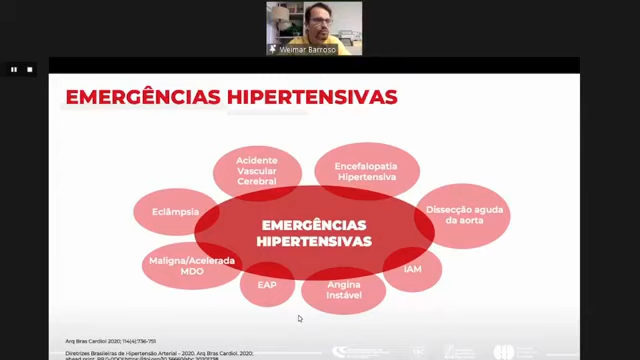 Weimar Barroso
EMERGÊNCIAS HIPERTENSIVAS
Acidente
Vascular
Cerebral
Encefalopatia
Hipertensiva
Eclâmpsia
Dissecção aguda
da aorta
EMERGÊNCIAS
HIPERTENSIVAS
Maligna/Acelerada
MDO
EAP
Angina
Instável
IAM
Arq Bras Cardiol 2020; 114(4):736-751
Diretrizes Brasileiras de Hipertensão Arterial - 2020. Arq Bras Cardiol. 2020;